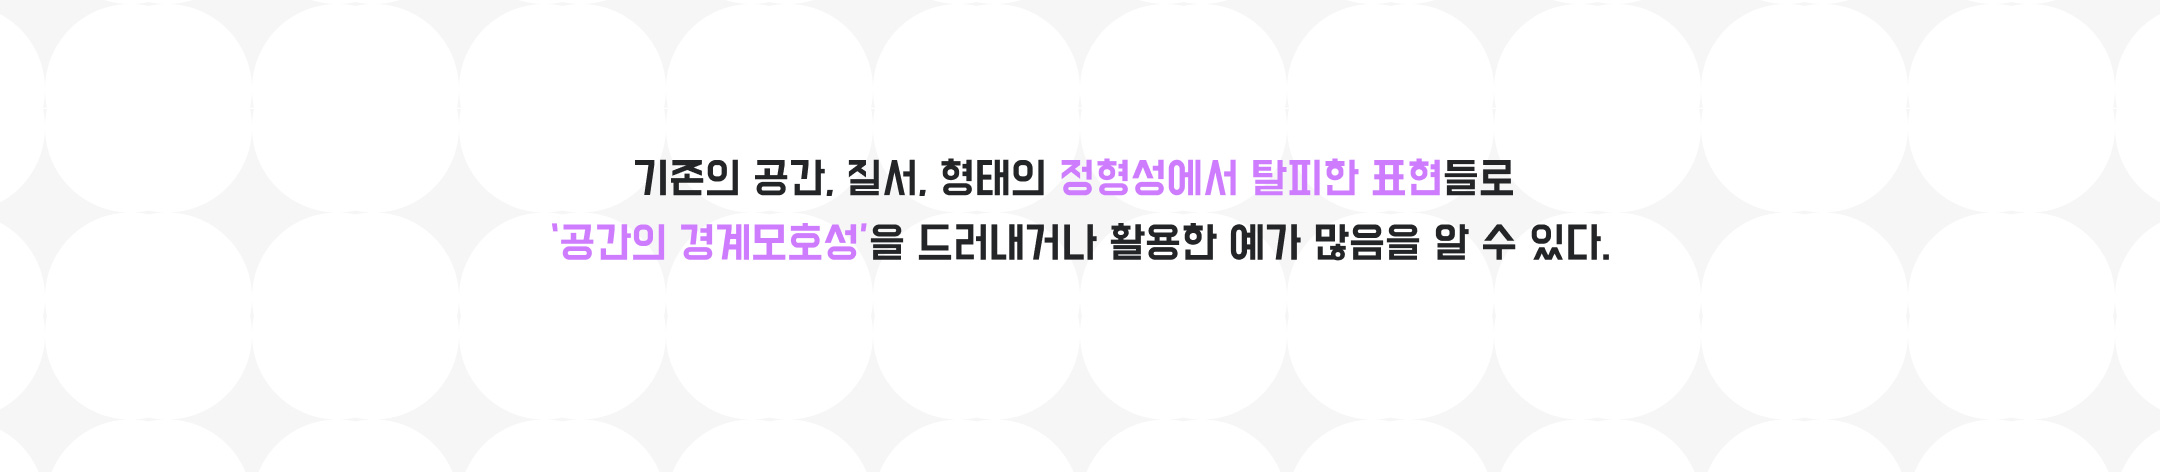 기존의 공간, 질서, 형태의 정형성에서 탈피한 표현들로
‘공간의 경계모호성’을 드러내거나 활용한 예가 많음을 알 수 있다.